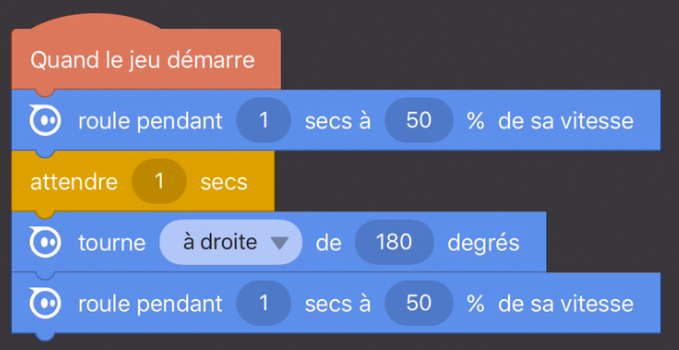 Quand le jeu démarre
roule pendant 1 secs à 50 % de sa vitesse
attendre 1 secs
tourne à droite de 180 degrés
roule pendant 1 secs à 50 % de sa vitesse